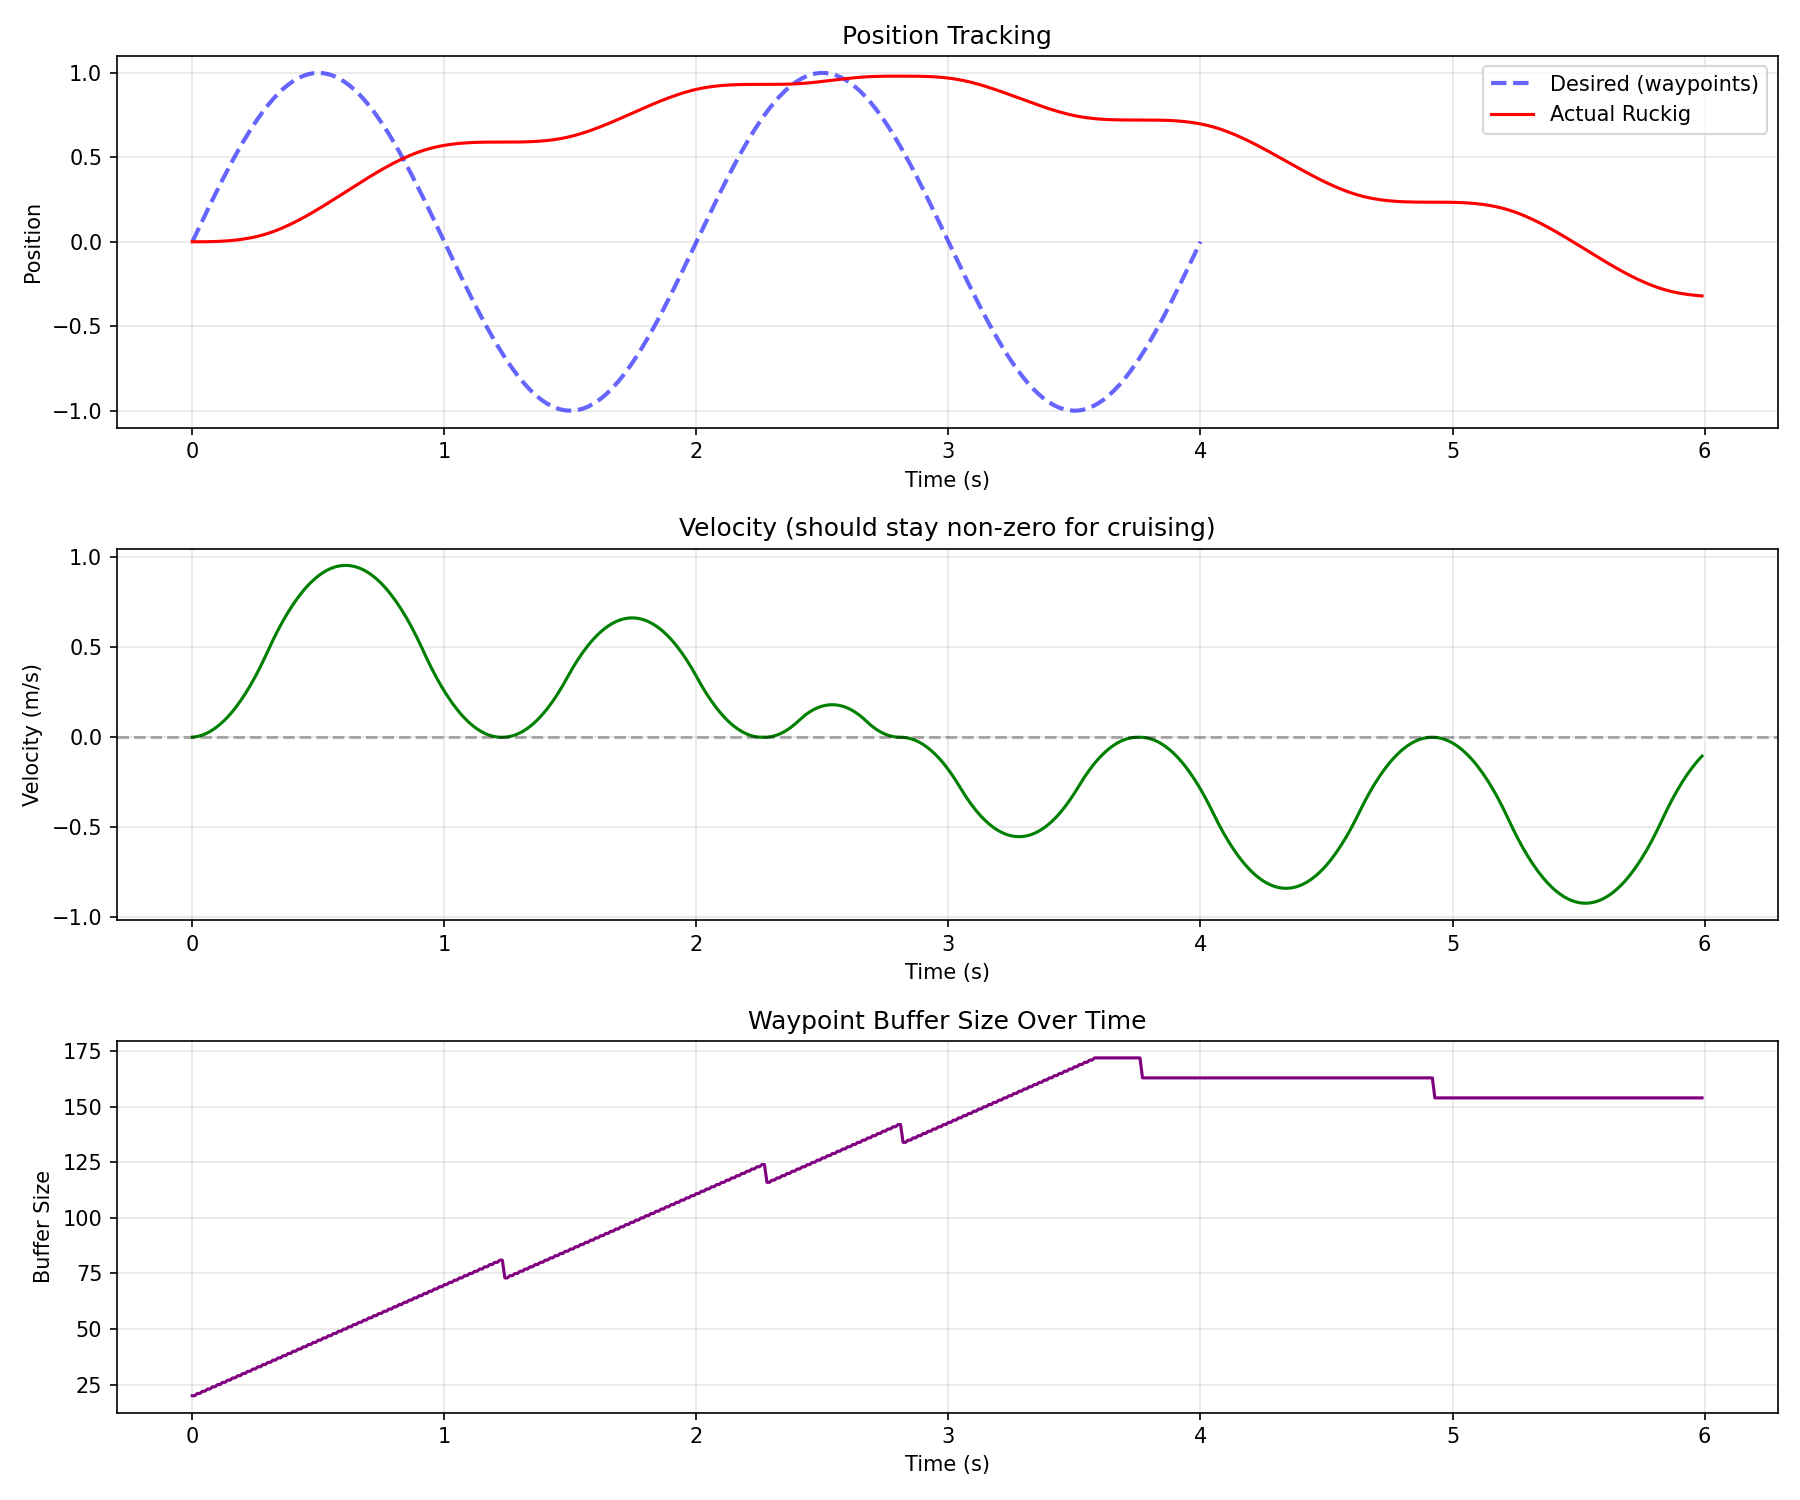 Position Tracking
1.0
0.5
0.0
−0.5
−1.0
Position
Desired (waypoints)
Actual Ruckig
0 1 2 3 4 5 6
Time (s)
Velocity (should stay non-zero for cruising)
1.0
0.5
0.0
−0.5
−1.0
Velocity (m/s)
0 1 2 3 4 5 6
Time (s)
Waypoint Buffer Size Over Time
175
150
125
100
75
50
25
Buffer Size
0 1 2 3 4 5 6
Time (s)